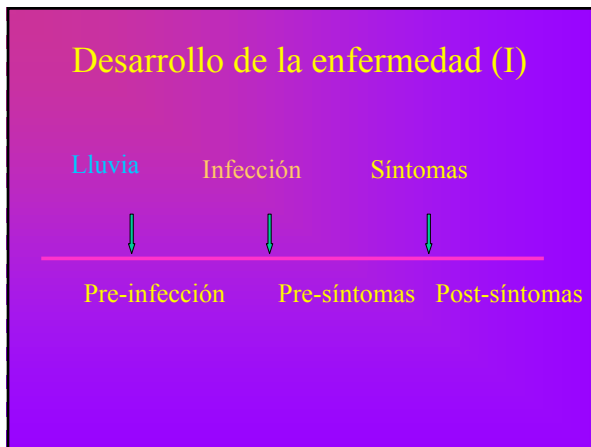 Desarrollo de la enfermedad (I)
Lluvia Infección Síntomas
Pre-infección Pre-síntomas Post-síntomas